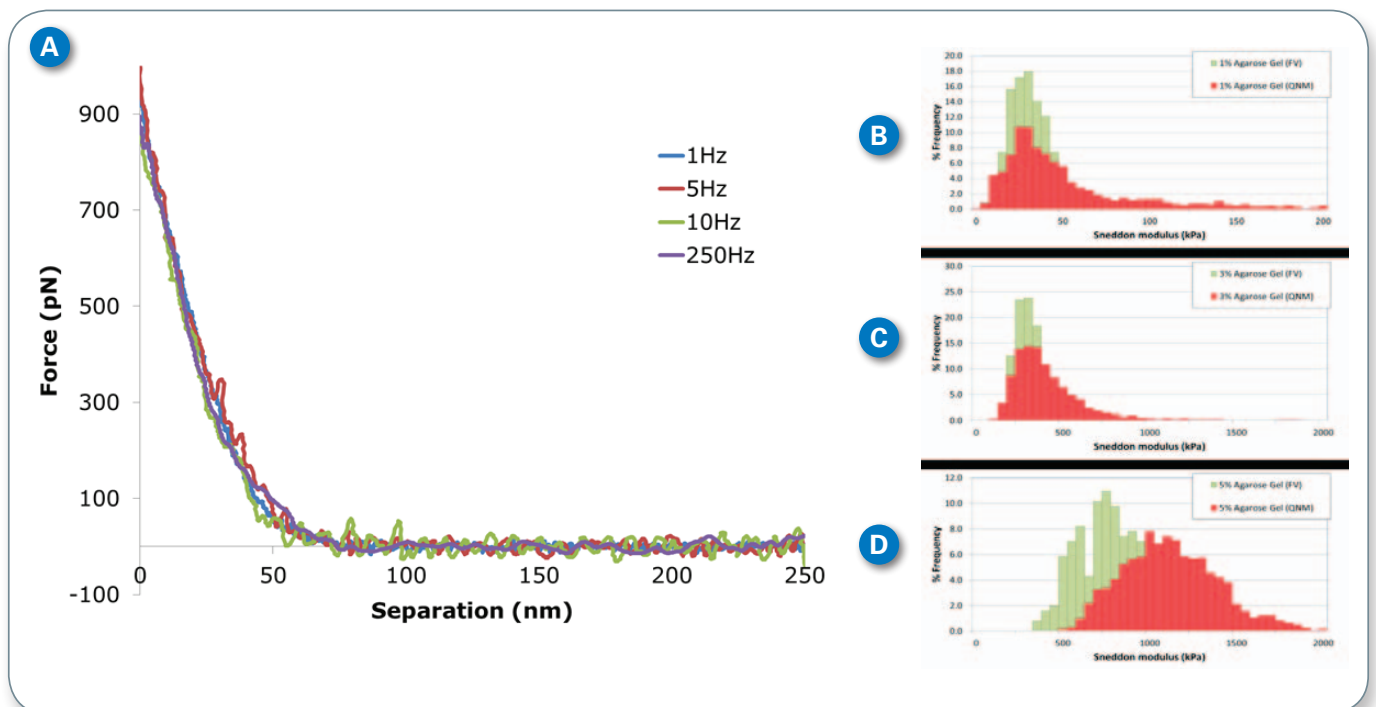 A
Force (pN)
900
700
500
300
100
-100
0
50
100
150
200
250
Separation (nm)
1Hz
5Hz
10Hz
250Hz
B
% Frequency
20.0
18.0
16.0
14.0
12.0
10.0
8.0
6.0
4.0
2.0
0.0
0
50
100
150
200
Sneddon modulus (kPa)
1% Agarose Gel (FV)
1% Agarose Gel (QNM)
C
% Frequency
30.0
25.0
20.0
15.0
10.0
5.0
0.0
0
500
1000
1500
2000
Sneddon modulus (kPa)
3% Agarose Gel (FV)
3% Agarose Gel (QNM)
D
% Frequency
12.0
10.0
8.0
6.0
4.0
2.0
0.0
0
500
1000
1500
2000
Sneddon modulus (kPa)
5% Agarose Gel (FV)
5% Agarose Gel (QNM)